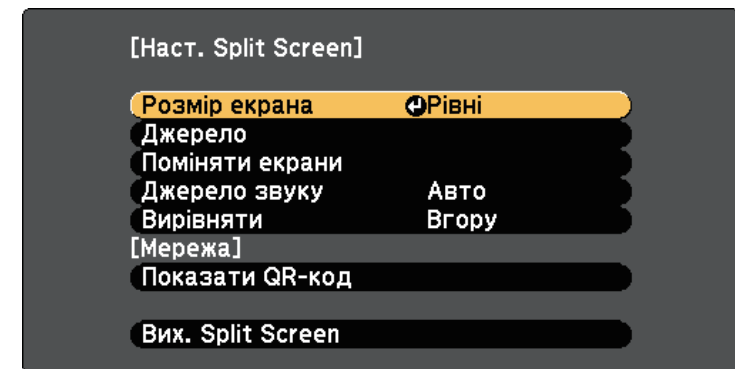 [Наст. Split Screen]
Розмір екрана Рівні
Джерело
Поміняти екрани
Джерело звуку Авто
Вирівняти Вгору
[Мережа]
Показати QR-код
Вих. Split Screen